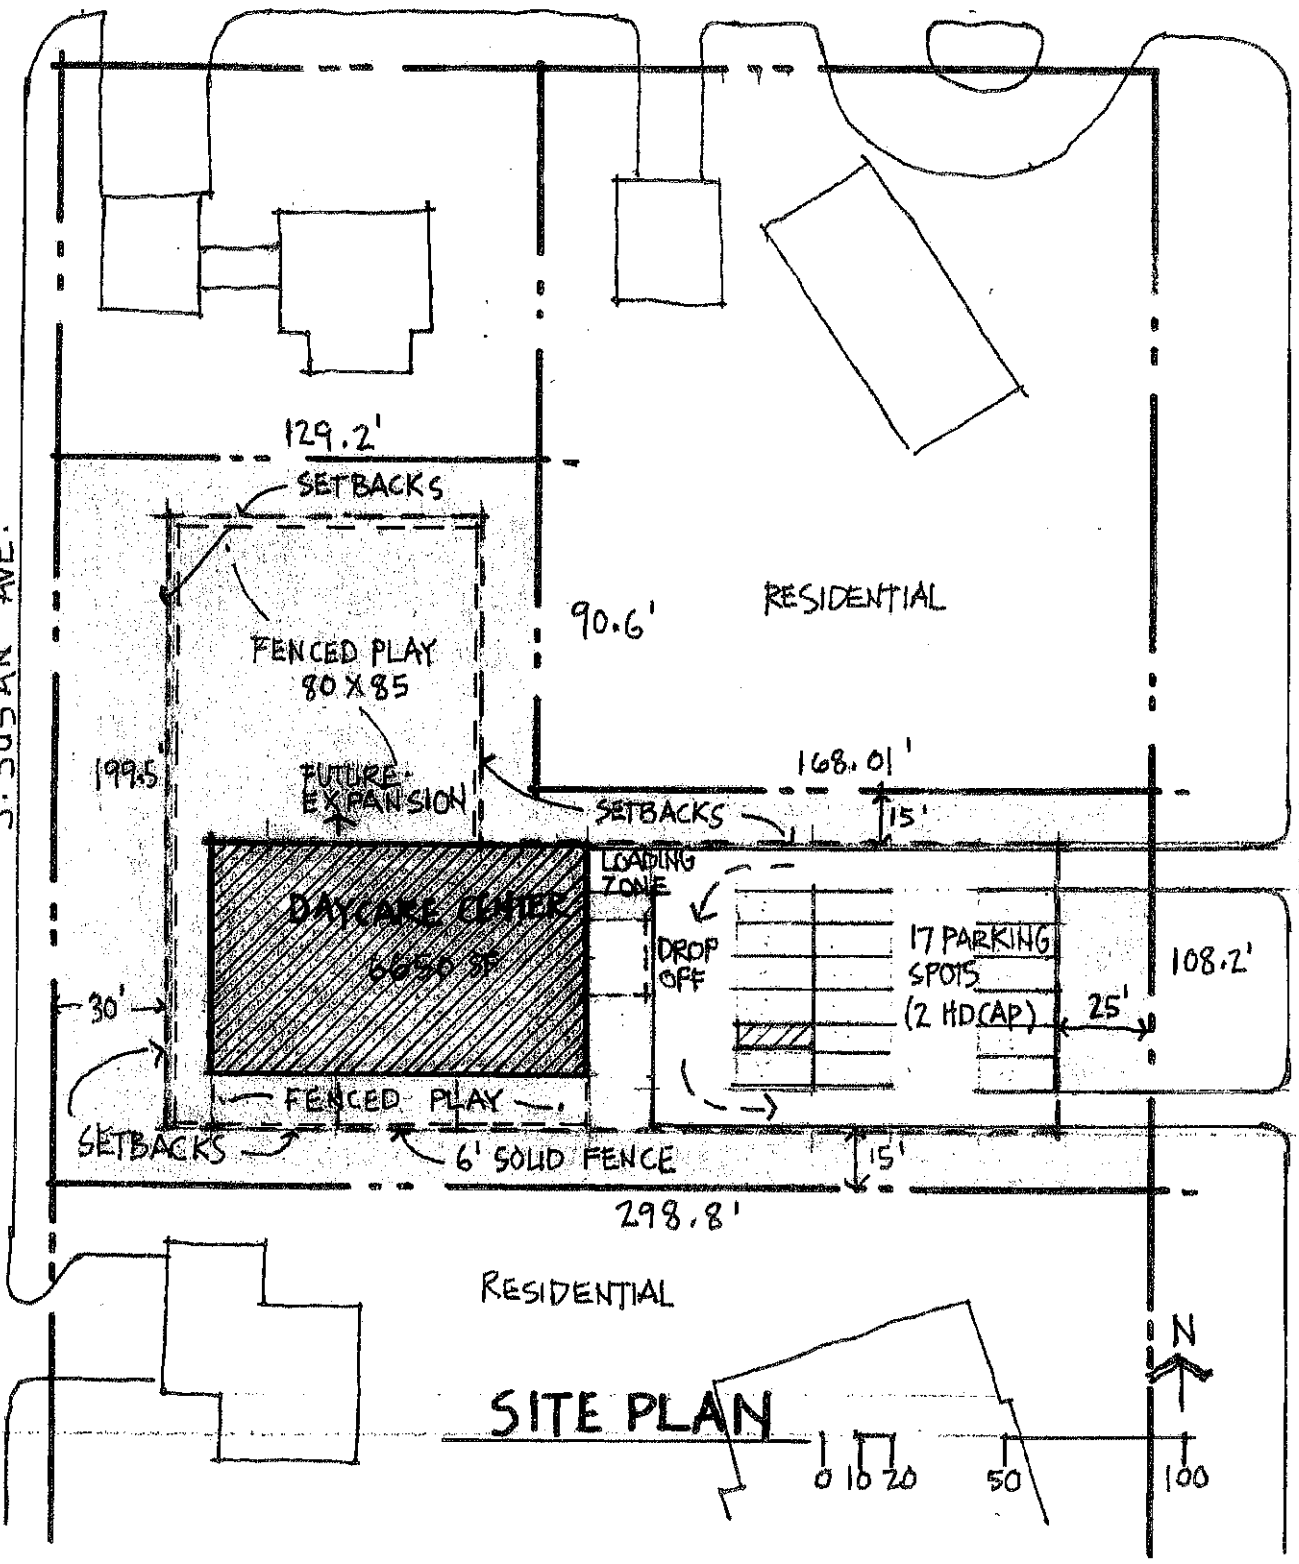 129.2'
SETBACKS
S. SUSAN AVE.
90.6'
RESIDENTIAL
FENCED PLAY
80 X 85
199.5'
FUTURE
EXPANSION
168.01'
SETBACKS
15'
LOADING
ZONE
DAYCARE CENTER
6650 SF
DROP
OFF
17 PARKING
SPOTS
(2 HDCAP)
108.2'
30'
25'
FENCED PLAY
SETBACKS
6' SOLID FENCE
15'
298.8'
RESIDENTIAL
N
SITE PLAN
0 10 20 50 100